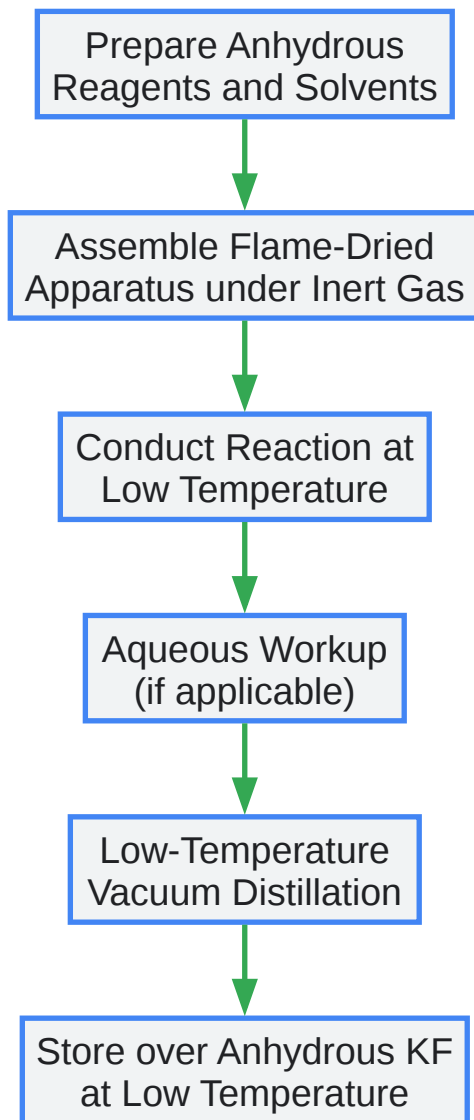 Prepare Anhydrous
Reagents and Solvents
Assemble Flame-Dried
Apparatus under Inert Gas
Conduct Reaction at
Low Temperature
Aqueous Workup
(if applicable)
Low-Temperature
Vacuum Distillation
Store over Anhydrous KF
at Low Temperature